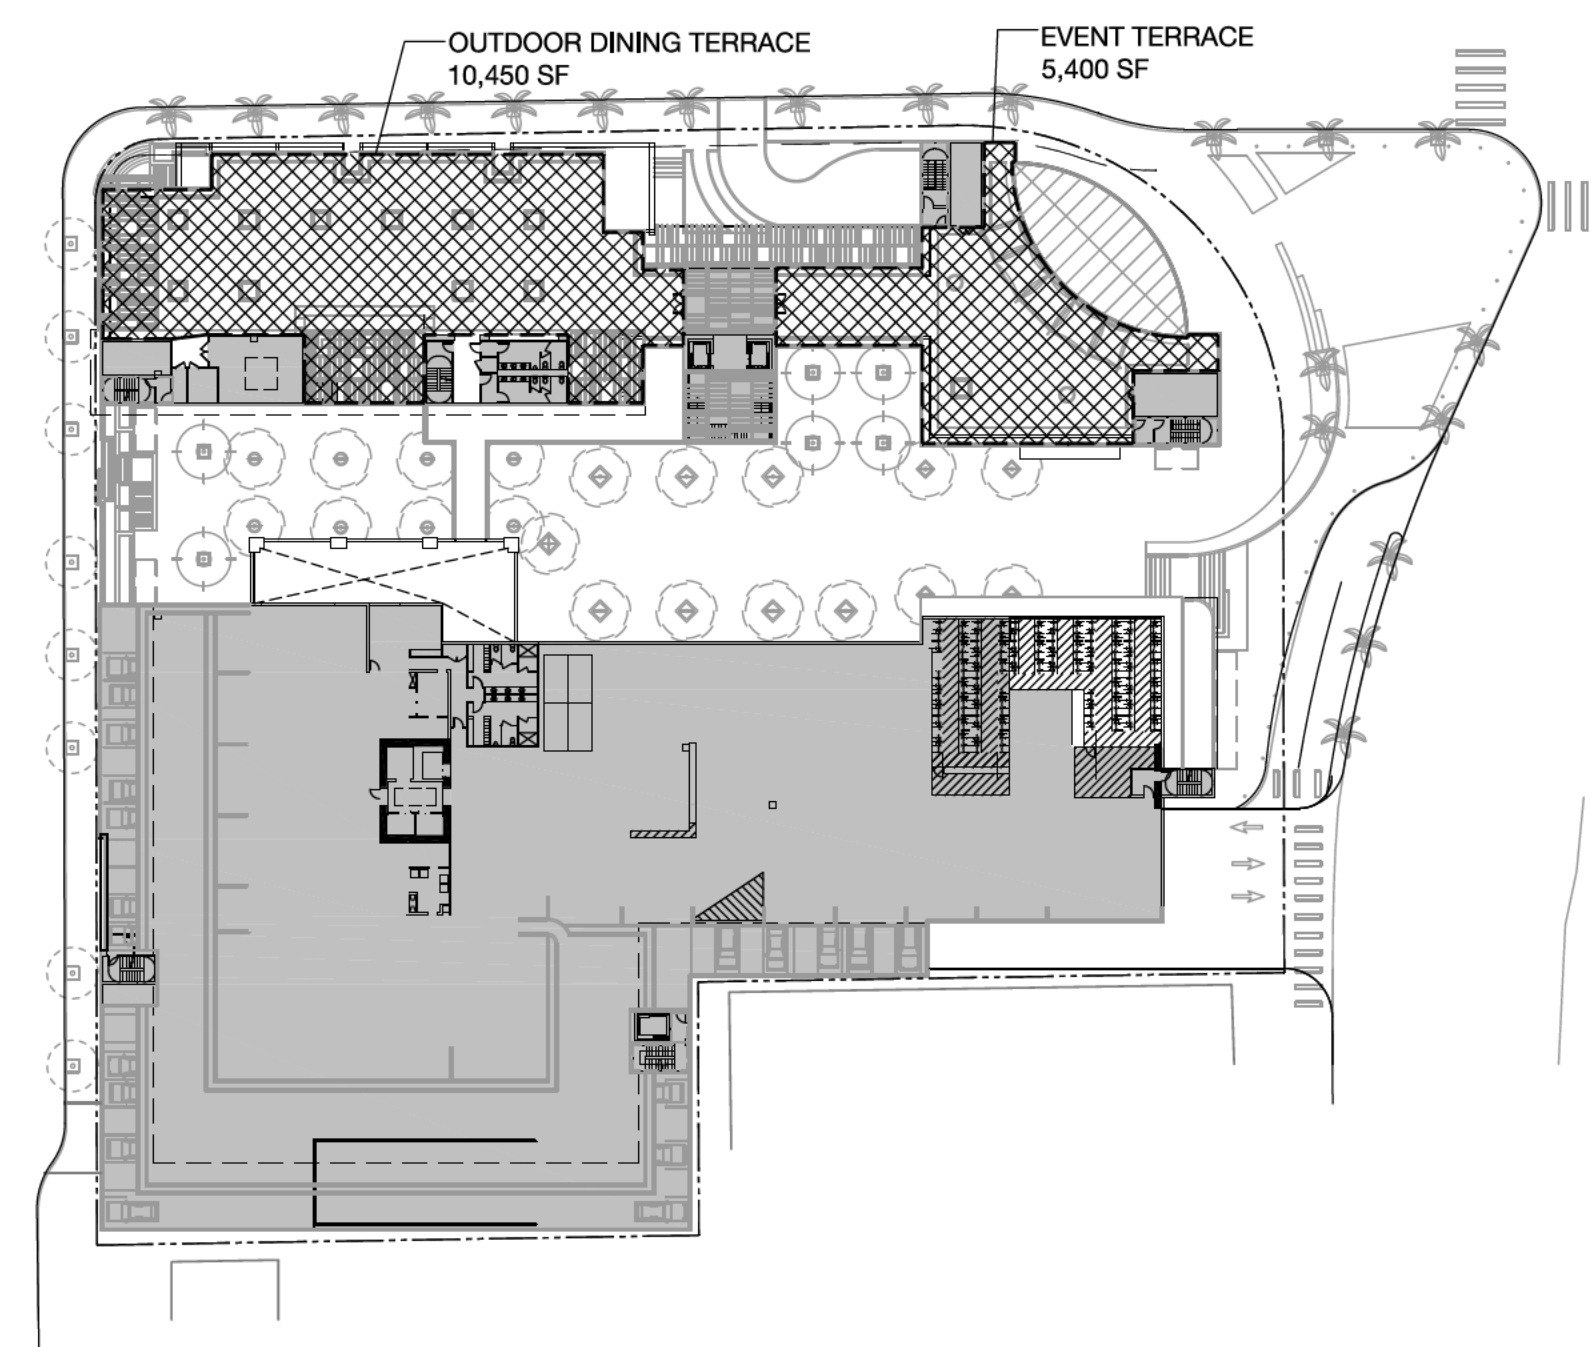 OUTDOOR DINING TERRACE
10,450 SF
EVENT TERRACE
5,400 SF